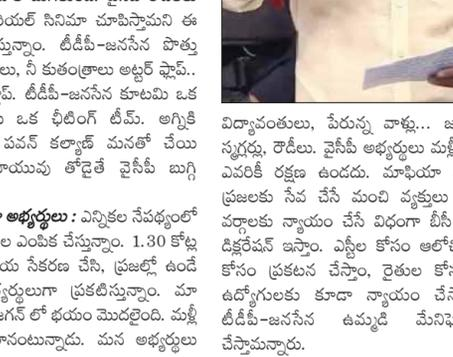 రియల్ సినిమా చూపిస్తామని ఈ
స్తున్నాం. టీడీపీ-జనసేన పొత్తు
లు, నీ కుతంత్రాలు అట్టర్ ఫ్లాప్..
ప్. టీడీపీ-జనసేన కూటమి ఒక
ఒక ఛీటింగ్ టీమ్. అగ్నికి
పవన్ కల్యాణ్ మనతో చేయి
వాయువు తోడైతే వైసీపీ బుగ్గి
అభ్యర్థులు : ఎన్నికల నేపథ్యంలో
ల ఎంపిక చేస్తున్నాం. 1.30 కోట్ల
య సేకరణ చేసి, ప్రజల్లో ఉండే
భ్యర్థులుగా ప్రకటిస్తున్నాం. మా
జగన్ లో భయం మొదలైంది. మళ్లీ
నంటున్నాడు. మన అభ్యర్థులు
విద్యావంతులు, పేరున్న వాళ్లు...
స్మగ్లర్లు, రౌడీలు. వైసీపీ అభ్యర్థులు మళ్లీ
ఎవరికీ రక్షణ ఉండదు. మాఫియా
ప్రజలకు సేవ చేసే మంచి వ్యక్తులు
వర్గాలకు న్యాయం చేసే విధంగా బీసీ
డిక్లరేషన్ ఇస్తాం. ఎస్టీల కోసం ఆలోచి
కోసం ప్రకటన చేస్తాం, రైతుల కోస
ఉద్యోగులకు కూడా న్యాయం చేస
టీడీపీ-జనసేన ఉమ్మడి మేనిఫె
చేస్తామన్నారు.